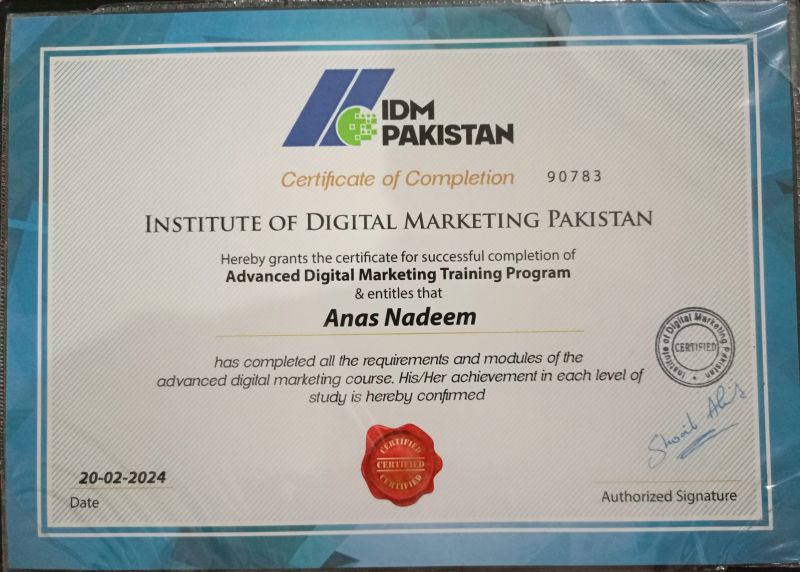 IDM
PAKISTAN
Certificate of Completion 90783
INSTITUTE OF DIGITAL MARKETING PAKISTAN
Hereby grants the certificate for successful completion of
Advanced Digital Marketing Training Program
& entitles that
Anas Nadeem
has completed all the requirements and modules of the
advanced digital marketing course. His/Her achievement in each level of
study is hereby confirmed
Institute of Digital Marketing Pakistan
CERTIFIED
CERTIFIED
CERTIFIED
CERTIFIED
20-02-2024
Date
Authorized Signature